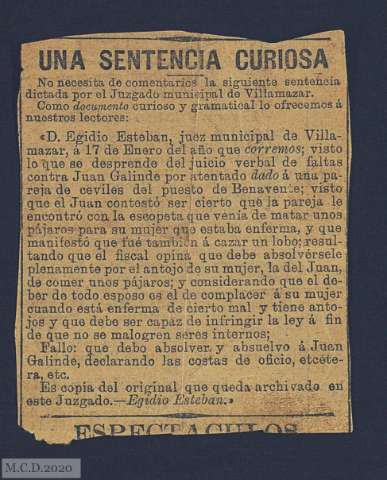 UNA SENTENCIA CURIOSA
No necesita de comentarios la siguiente sentencia
dictada por el Juzgado municipal de Villamazar.
Como documento curioso y gramatical lo ofrecemos á
nuestros lectores:
«D. Egidio Esteban, juez municipal de Villa-
mazar, á 17 de Enero del año que corremos; visto
lo que se desprende del juicio verbal de faltas
contra Juan Galinde por atentado dado á una pa-
reja de ceviles del puesto de Benavente; visto
que el Juan contestó ser cierto que la pareja le
encontró con la escopeta que venía de matar unos
pájaros para su mujer que estaba enferma, y que
manifestó que fué tambien á cazar un lobo; resul-
tando que el fiscal opina que debe absolvérsele
plenamente por el antojo de su mujer, la del Juan,
de comer unos pájaros; y considerando que el de-
ber de todo esposo es el de complacer á su mujer
cuando está enferma de cierto mal y tiene anto-
jos y que debe ser capaz de infringir la ley á fin
de que no se malogren seres internos;
Fallo: que debo absolver y absuelvo á Juan
Galinde, declarando las costas de oficio, etcéte-
ra, etc.
Es copia del original que queda archivado en
este Juzgado.—Egidio Esteban.»
ESPECTACULOS
M.C.D.2020